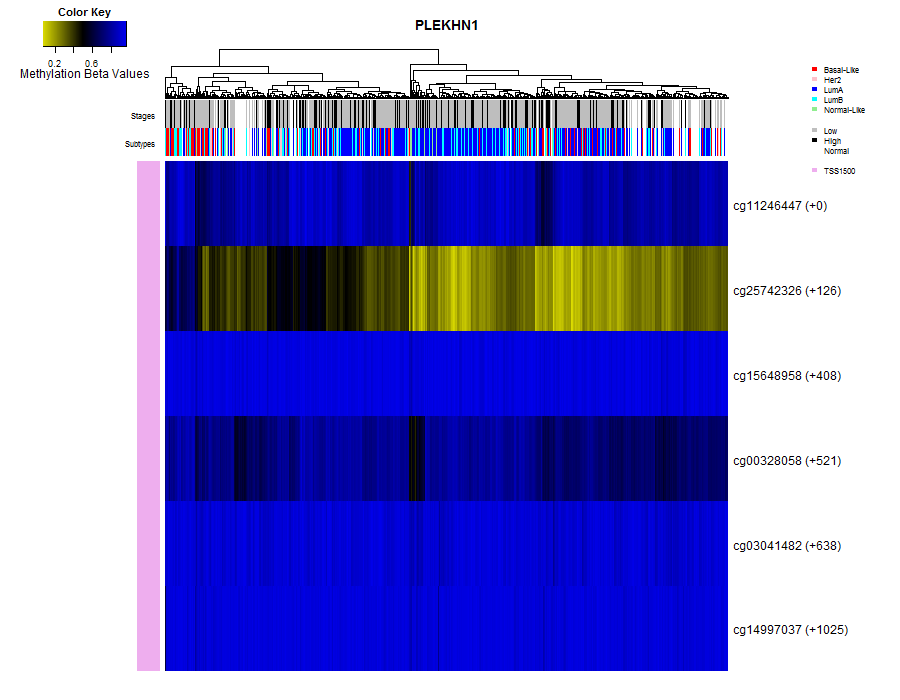 Color Key
0.2 0.6
Methylation Beta Values
PLEKHN1
Stages
Subtypes
Basal-Like
Her2
LumA
LumB
Normal-Like
Low
High
Normal
TSS1500
cg11246447 (+0)
cg25742326 (+126)
cg15648958 (+408)
cg00328058 (+521)
cg03041482 (+638)
cg14997037 (+1025)